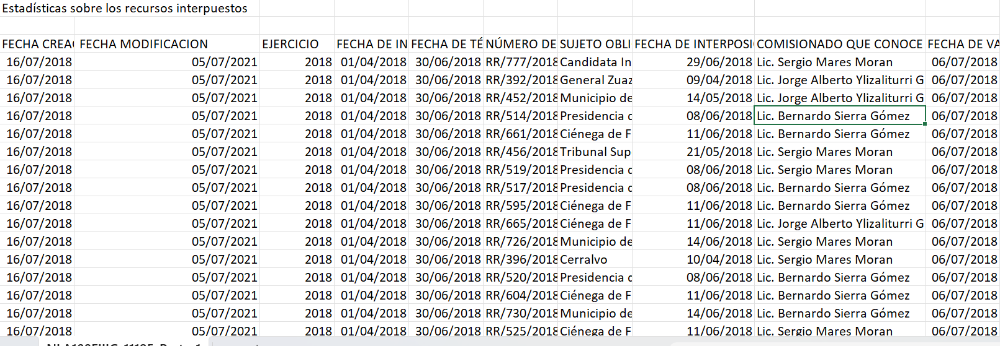 Estadísticas sobre los recursos interpuestos
FECHA CREAC FECHA MODIFICACION EJERCICIO FECHA DE IN FECHA DE TÉ NÚMERO DE SUJETO OBLI FECHA DE INTERPOSI COMISIONADO QUE CONOCE FECHA DE VA
16/07/2018 05/07/2021 2018 01/04/2018 30/06/2018 RR/777/2018 Candidata In 29/06/2018 Lic. Sergio Mares Moran 06/07/2018
16/07/2018 05/07/2021 2018 01/04/2018 30/06/2018 RR/392/2018 General Zuaz 09/04/2018 Lic. Jorge Alberto Ylizaliturri G 06/07/2018
16/07/2018 05/07/2021 2018 01/04/2018 30/06/2018 RR/452/2018 Municipio de 14/05/2018 Lic. Jorge Alberto Ylizaliturri G 06/07/2018
16/07/2018 05/07/2021 2018 01/04/2018 30/06/2018 RR/514/2018 Presidencia d 08/06/2018 Lic. Bernardo Sierra Gómez 06/07/2018
16/07/2018 05/07/2021 2018 01/04/2018 30/06/2018 RR/661/2018 Ciénega de F 11/06/2018 Lic. Bernardo Sierra Gómez 06/07/2018
16/07/2018 05/07/2021 2018 01/04/2018 30/06/2018 RR/456/2018 Tribunal Sup 21/05/2018 Lic. Sergio Mares Moran 06/07/2018
16/07/2018 05/07/2021 2018 01/04/2018 30/06/2018 RR/519/2018 Presidencia d 08/06/2018 Lic. Sergio Mares Moran 06/07/2018
16/07/2018 05/07/2021 2018 01/04/2018 30/06/2018 RR/517/2018 Presidencia d 08/06/2018 Lic. Bernardo Sierra Gómez 06/07/2018
16/07/2018 05/07/2021 2018 01/04/2018 30/06/2018 RR/595/2018 Ciénega de F 11/06/2018 Lic. Bernardo Sierra Gómez 06/07/2018
16/07/2018 05/07/2021 2018 01/04/2018 30/06/2018 RR/665/2018 Ciénega de F 11/06/2018 Lic. Jorge Alberto Ylizaliturri G 06/07/2018
16/07/2018 05/07/2021 2018 01/04/2018 30/06/2018 RR/726/2018 Municipio de 14/06/2018 Lic. Sergio Mares Moran 06/07/2018
16/07/2018 05/07/2021 2018 01/04/2018 30/06/2018 RR/396/2018 Cerralvo 10/04/2018 Lic. Sergio Mares Moran 06/07/2018
16/07/2018 05/07/2021 2018 01/04/2018 30/06/2018 RR/520/2018 Presidencia d 08/06/2018 Lic. Bernardo Sierra Gómez 06/07/2018
16/07/2018 05/07/2021 2018 01/04/2018 30/06/2018 RR/604/2018 Ciénega de F 11/06/2018 Lic. Bernardo Sierra Gómez 06/07/2018
16/07/2018 05/07/2021 2018 01/04/2018 30/06/2018 RR/730/2018 Municipio de 14/06/2018 Lic. Bernardo Sierra Gómez 06/07/2018
16/07/2018 05/07/2021 2018 01/04/2018 30/06/2018 RR/525/2018 Ciénega de F 11/06/2018 Lic. Sergio Mares Moran 06/07/2018